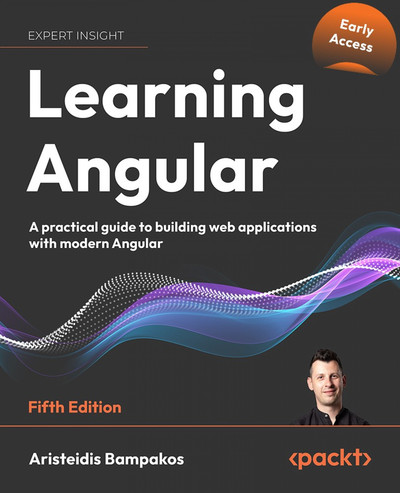 EXPERT INSIGHT
Early
Access
Learning
Angular
A practical guide to building web applications
with modern Angular
Fifth Edition
Aristeidis Bampakos
<packt>